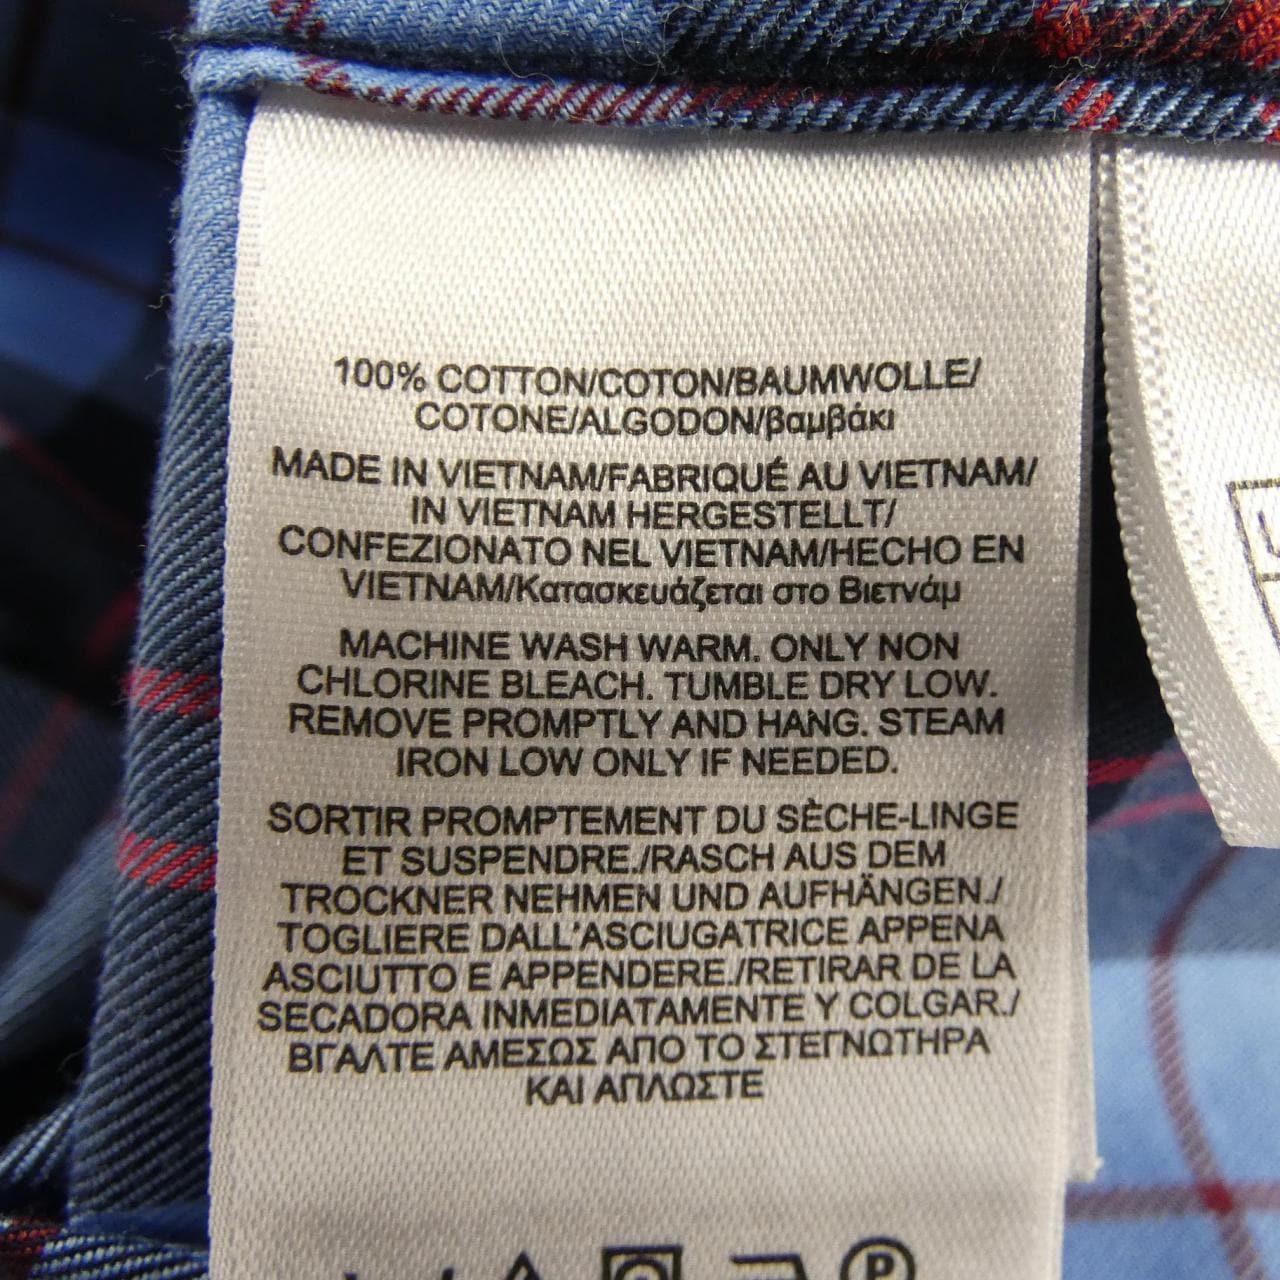 100% COTTON/COTON/BAUMWOLLE/
COTONE/ALGODON/βαμβάκι
MADE IN VIETNAM/FABRIQUÉ AU VIETNAM/
IN VIETNAM HERGESTELLT/
CONFEZIONATO NEL VIETNAM/HECHO EN
VIETNAM/Κατασκευάζεται στο Βιετνάμ
MACHINE WASH WARM. ONLY NON
CHLORINE BLEACH. TUMBLE DRY LOW.
REMOVE PROMPTLY AND HANG. STEAM
IRON LOW ONLY IF NEEDED.
SORTIR PROMPTEMENT DU SÈCHE-LINGE
ET SUSPENDRE./RASCH AUS DEM
TROCKNER NEHMEN UND AUFHÄNGEN./
TOGLIERE DALL'ASCIUGATRICE APPENA
ASCIUTTO E APPENDERE./RETIRAR DE LA
SECADORA INMEDIATAMENTE Y COLGAR./
ΒΓΑΛΤΕ ΑΜΕΣΩΣ ΑΠΟ ΤΟ ΣΤΕΓΝΩΤΗΡΑ
ΚΑΙ ΑΠΛΩΣΤΕ
P